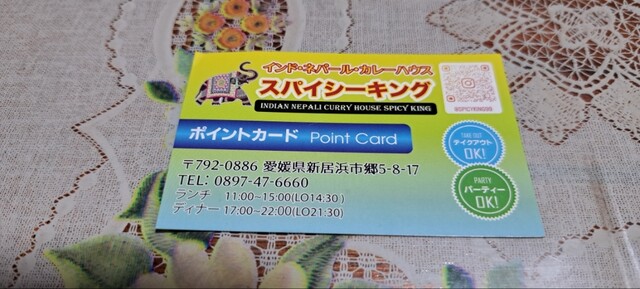 インド・ネパール・カレーハウス
スパイシーキング
INDIAN NEPALI CURRY HOUSE SPICY KING
ポイントカード Point Card
〒792-0886 愛媛県新居浜市郷5-8-17
TEL: 0897-47-6660
ランチ 11:00~15:00(LO14:30)
ディナー 17:00~22:00(LO21:30)
TAKE OUT
テイクアウト
OK!
PARTY
パーティー
OK!